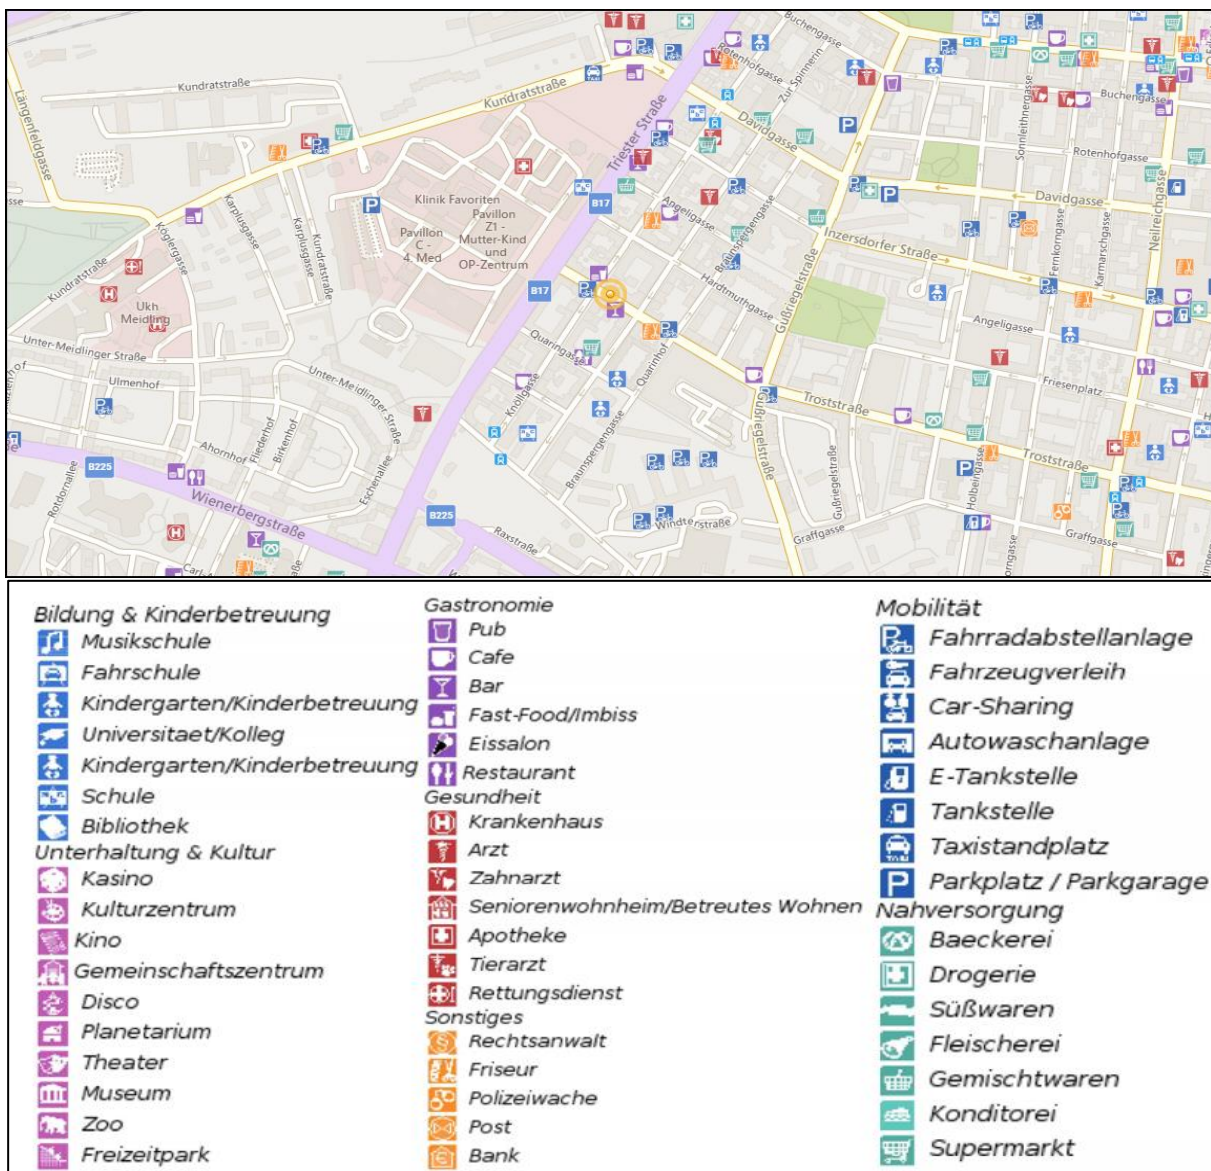 Buchengasse
Rotenhofgasse
Zur Spinnerin
Kundratstraße
Kundratstraße
Längenfeldgasse
Triester Straße
Davidgasse
Buchengasse
Sonnleithnergasse
Rotenhofgasse
Neilreichgasse
Klinik Favoriten
Pavillon
Z1 -
Mutter-Kind
und
OP-Zentrum
Pavillon
C -
4. Med
B17
Angeligasse
Braunspergengasse
Davidgasse
Inzersdorfer Straße
Fernkorngasse
Karmarschgasse
Karplusgasse
Karplusgasse
Kundratstraße
Köglergasse
Kundratstraße
Ukh
Meidling
B17
Hardtmuthgasse
Gußriegelstraße
Angeligasse
Unter-Meidlinger Straße
Ulmenhof
Unter-Meidlinger Straße
Quaringasse
Quarinhof
Knöllgasse
Friesenplatz
Troststraße
Ahornhof
Fliederhof
Birkenhof
Eschenallee
Braunspergengasse
Gußriegelstraße
Gußriegelstraße
Troststraße
Holbeingasse
B225
Rotdornallee
Wienerbergstraße
B225
Raxstraße
Windtenstraße
Graffgasse
Graffgasse
Bildung & Kinderbetreuung
Musikschule
Fahrschule
Kindergarten/Kinderbetreuung
Universitaet/Kolleg
Kindergarten/Kinderbetreuung
Schule
Bibliothek
Unterhaltung & Kultur
Kasino
Kulturzentrum
Kino
Gemeinschaftszentrum
Disco
Planetarium
Theater
Museum
Zoo
Freizeitpark
Gastronomie
Pub
Cafe
Bar
Fast-Food/Imbiss
Eissalon
Restaurant
Gesundheit
Krankenhaus
Arzt
Zahnarzt
Seniorenwohnheim/Betreutes Wohnen
Apotheke
Tierarzt
Rettungsdienst
Sonstiges
Rechtsanwalt
Friseur
Polizeiwache
Post
Bank
Mobilität
Fahrradabstellanlage
Fahrzeugverleih
Car-Sharing
Autowaschanlage
E-Tankstelle
Tankstelle
Taxistandplatz
Parkplatz / Parkgarage
Nahversorgung
Baeckerei
Drogerie
Süßwaren
Fleischerei
Gemischtwaren
Konditorei
Supermarkt